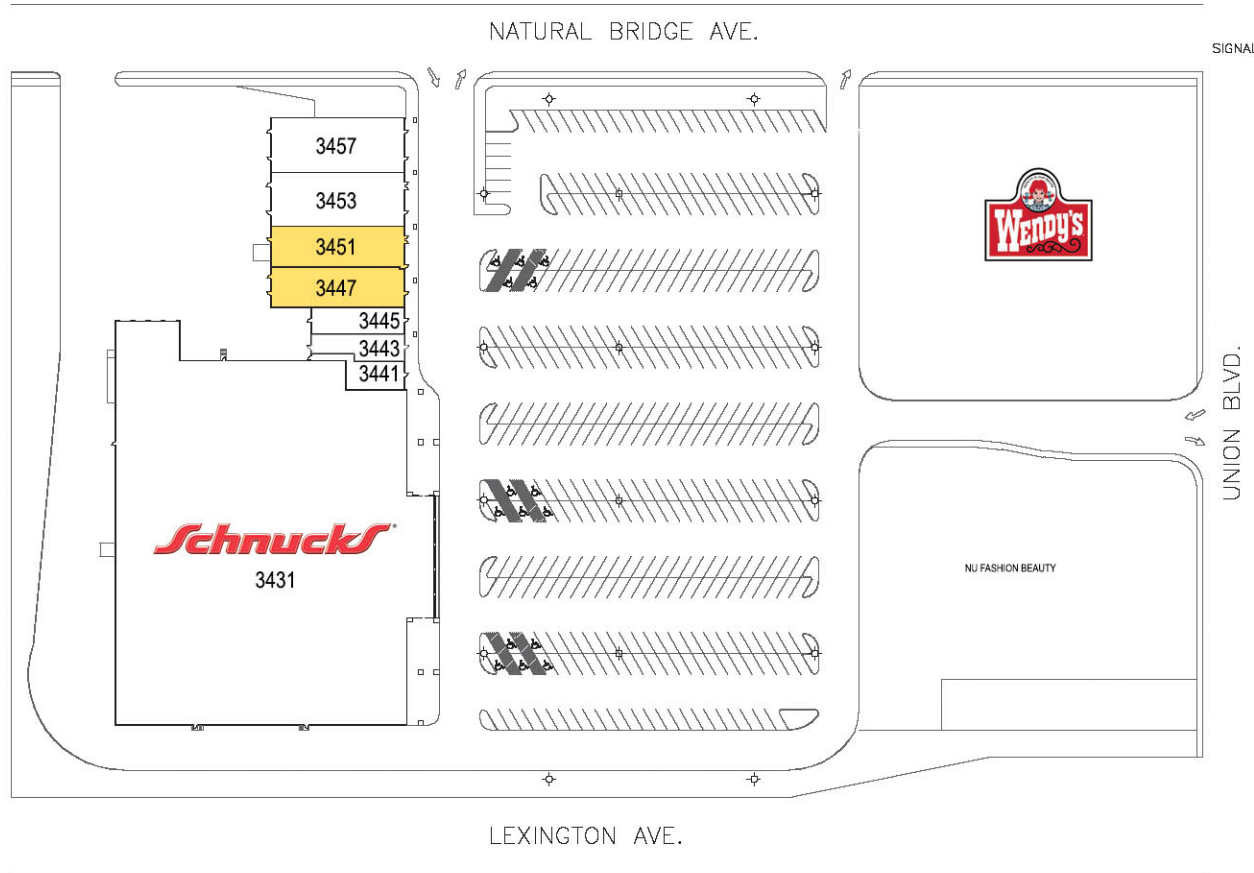 NATURAL BRIDGE AVE.
SIGNAL
3457
3453
3451
3447
3445
3443
3441
WENDY'S
UNION BLVD.
Schnucks®
3431
NU FASHION BEAUTY
LEXINGTON AVE.